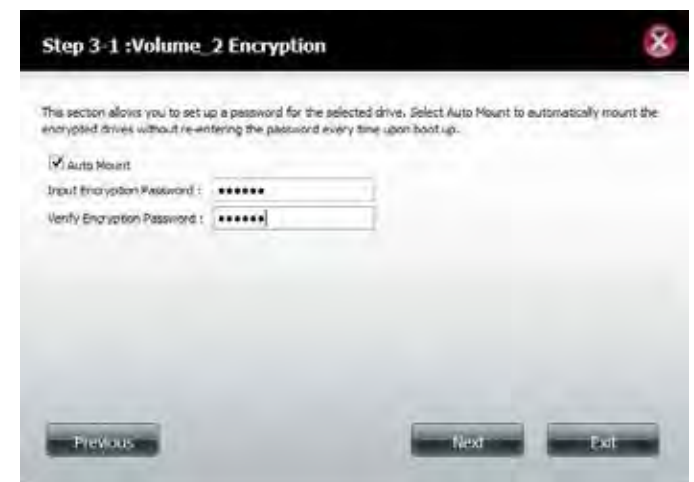 Step 3-1 :Volume_2 Encryption
This section allows you to set up a password for the selected drive. Select Auto Mount to automatically mount the
encrypted drives without re-entering the password every time upon boot up.
Auto Mount
Input Encryption Password : ••••••
Verify Encryption Password : ••••••
Previous
Next
Exit